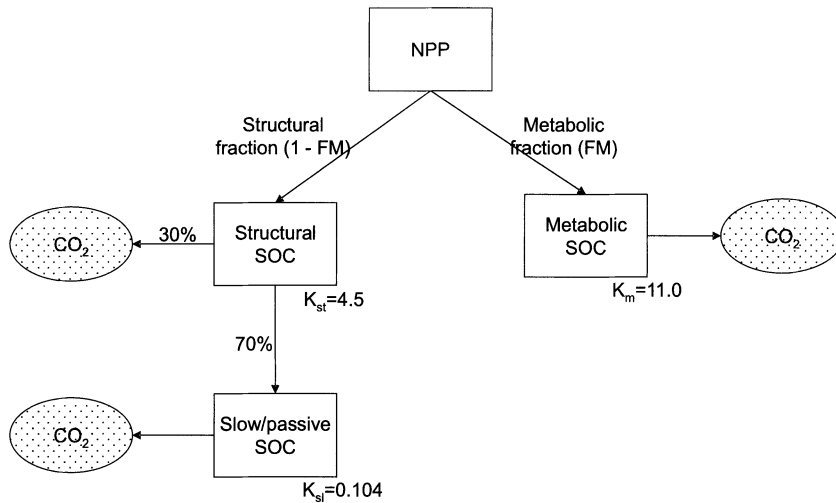 NPP
Structural
fraction (1 - FM)
Metabolic
fraction (FM)
CO₂
30%
Structural
SOC
Kst=4.5
Metabolic
SOC
Km=11.0
CO₂
70%
CO₂
Slow/passive
SOC
Ksl=0.104